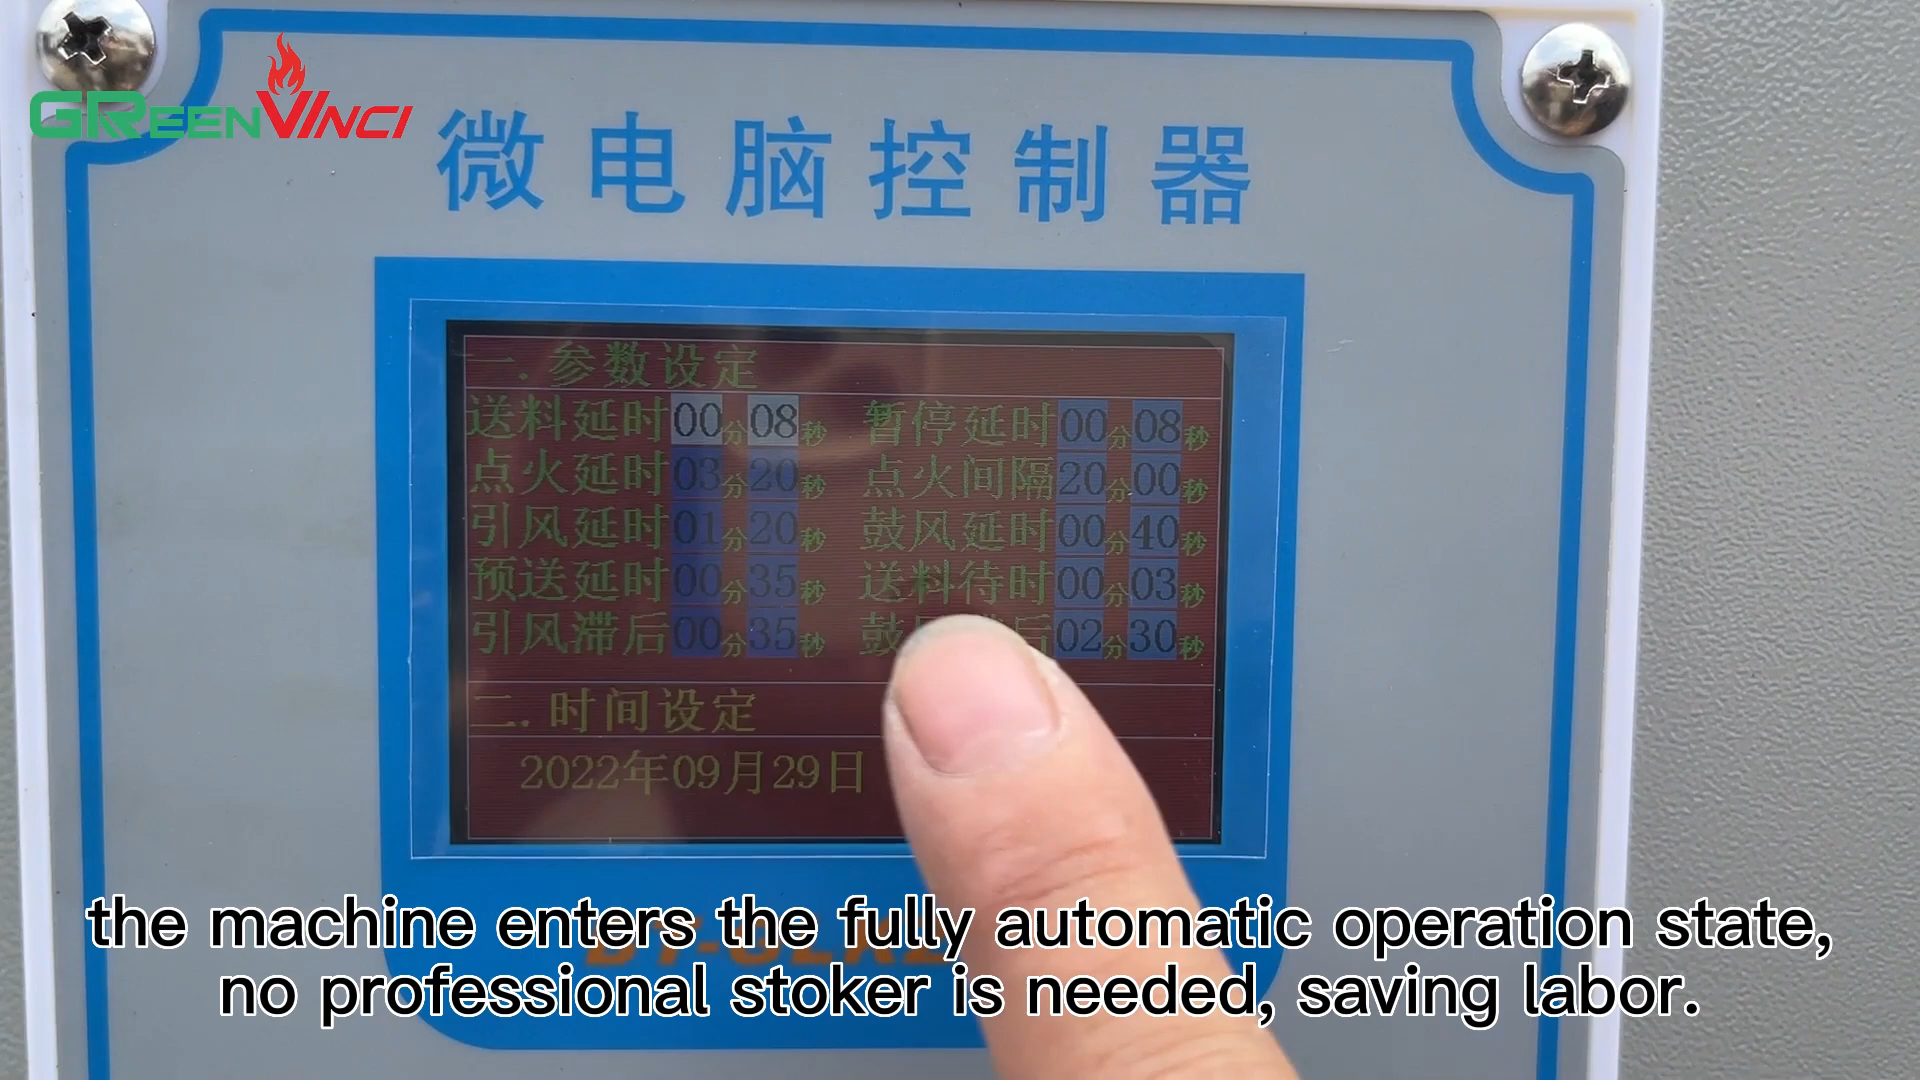 GREENVINCI
微电脑控制器
一.参数设定
送料延时00分08秒 暂停延时00分08秒
点火延时03分20秒 点火间隔20分00秒
引风延时01分20秒 鼓风延时00分40秒
预送延时00分35秒 送料待时00分03秒
引风滞后00分35秒 鼓 后02分30秒
二.时间设定
2022年09月29日
the machine enters the fully automatic operation state,
no professional stoker is needed, saving labor.